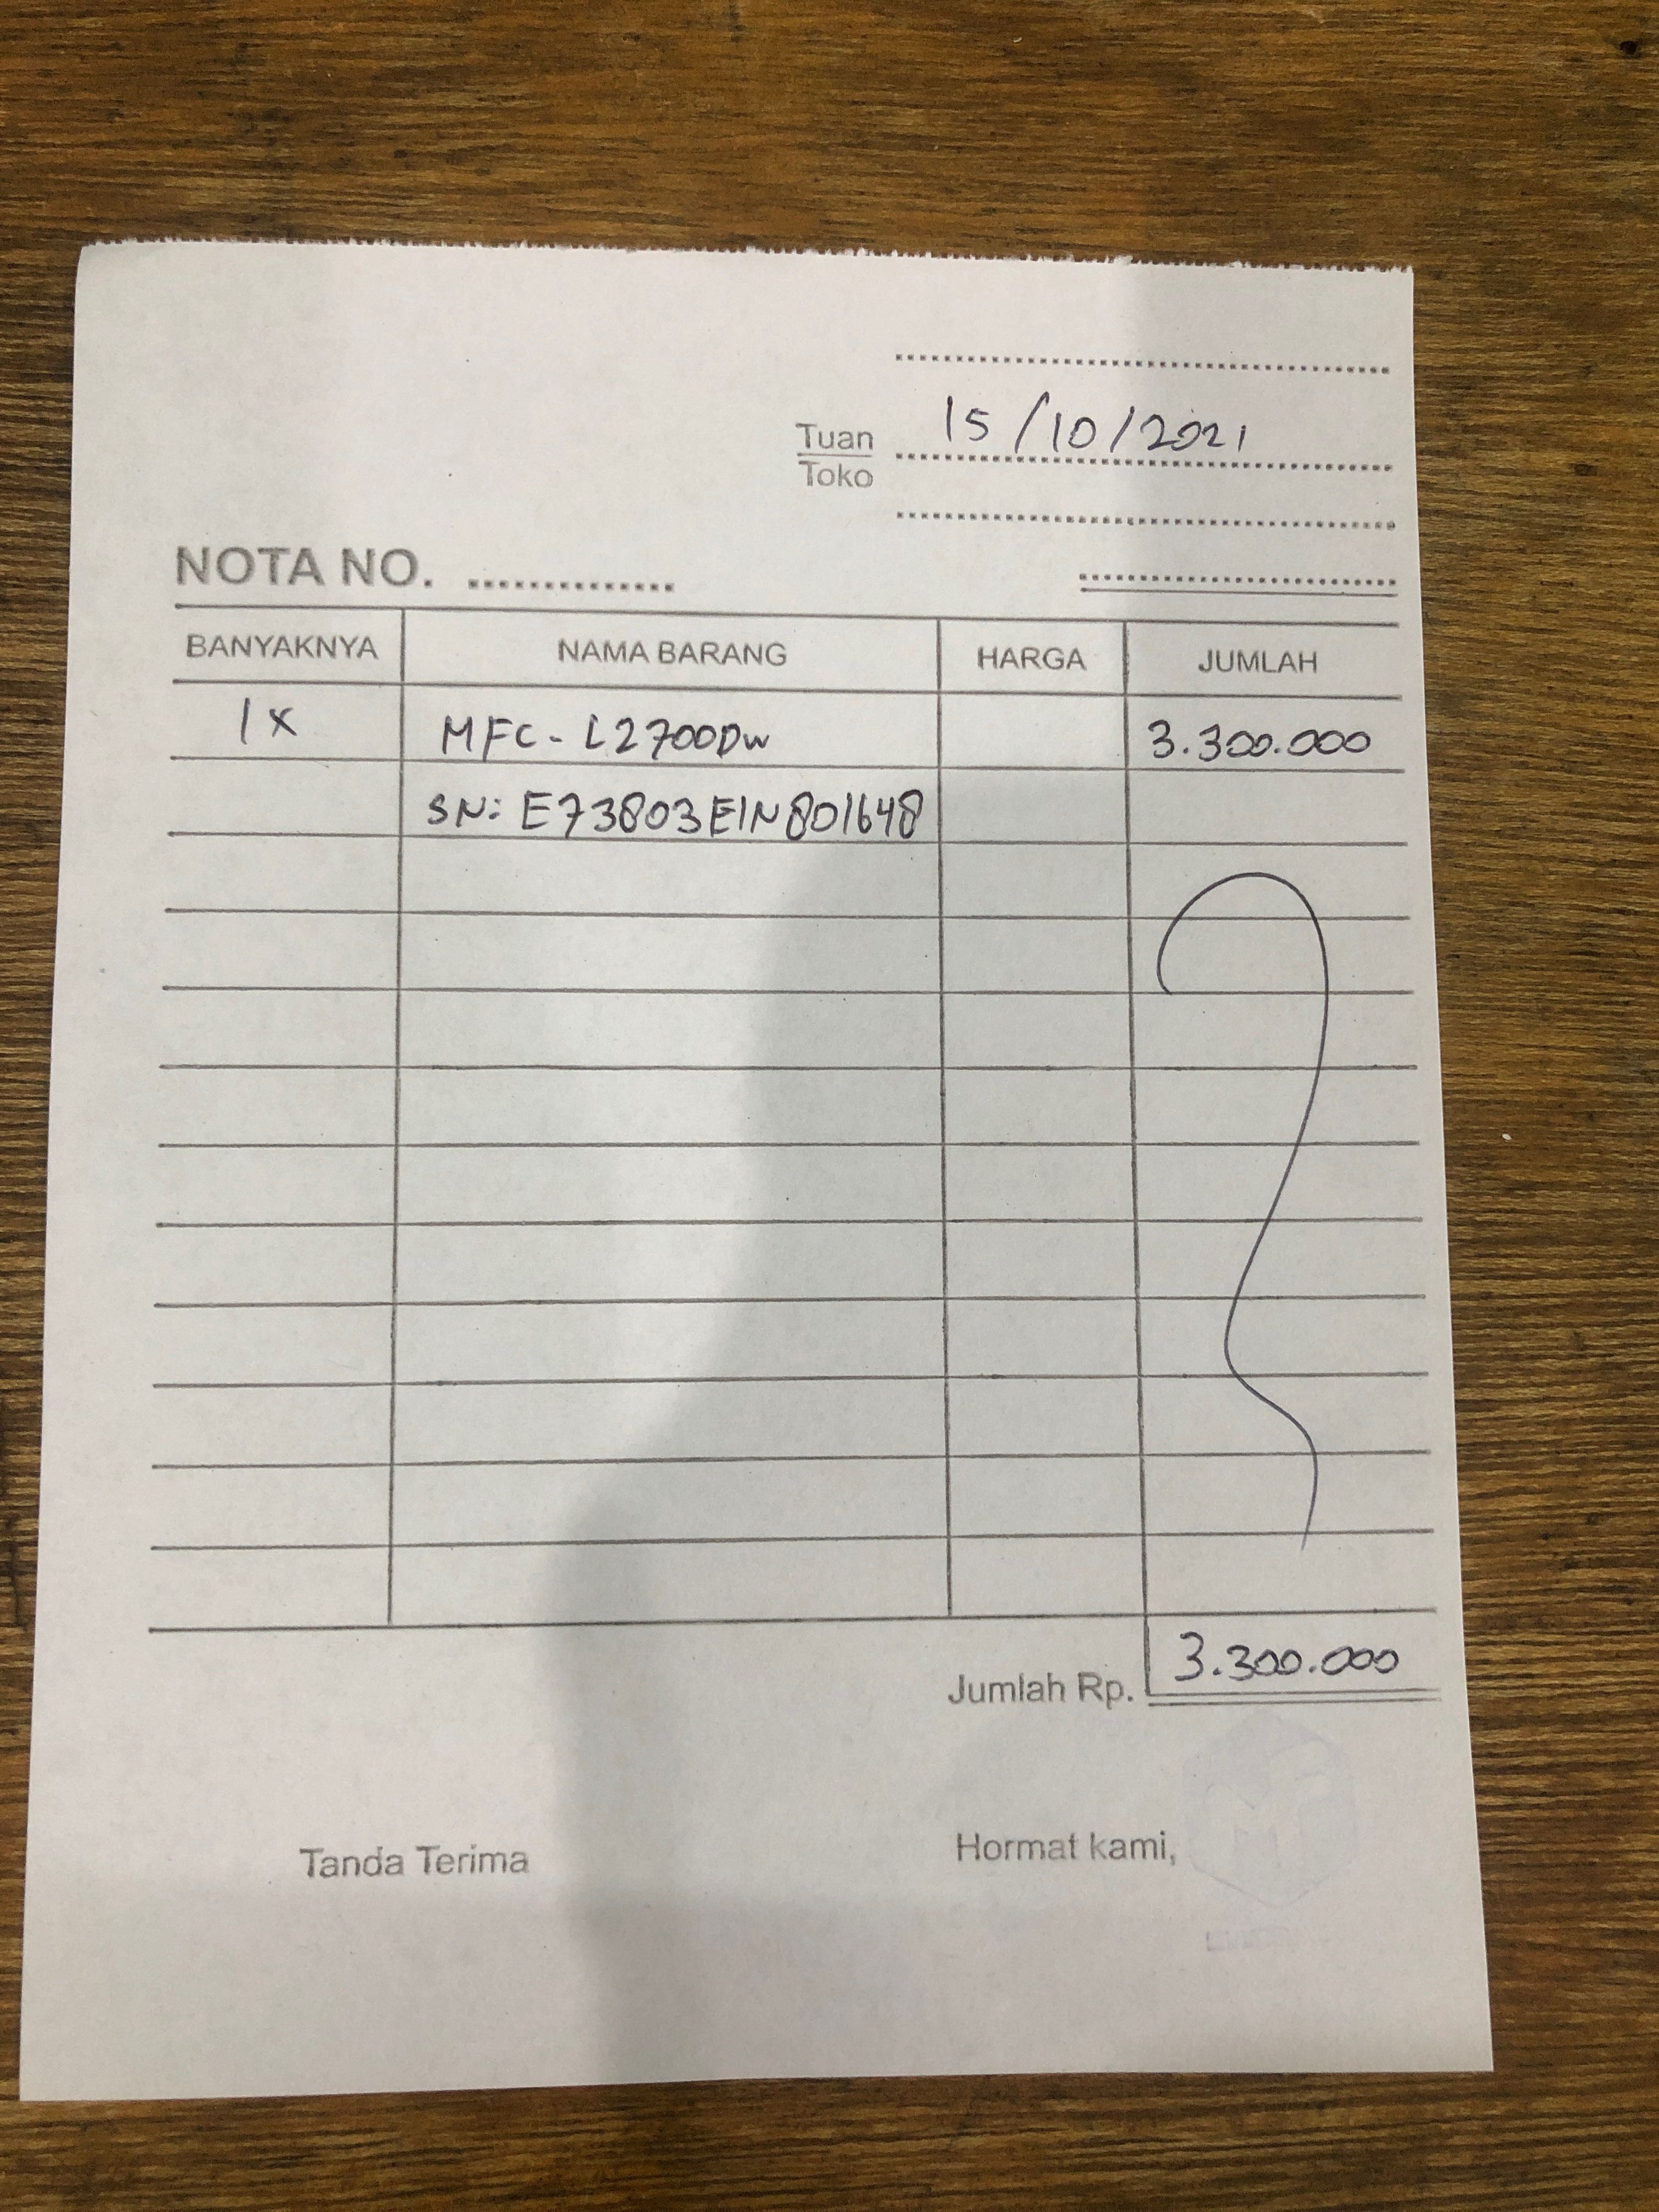 15/10/2021
Tuan
Toko
NOTA NO.
BANYAKNYA NAMA BARANG HARGA JUMLAH
1x MFC-L2700DW 3.300.000
SN: E73803E1N801648
Jumlah Rp. 3.300.000
Tanda Terima Hormat kami,